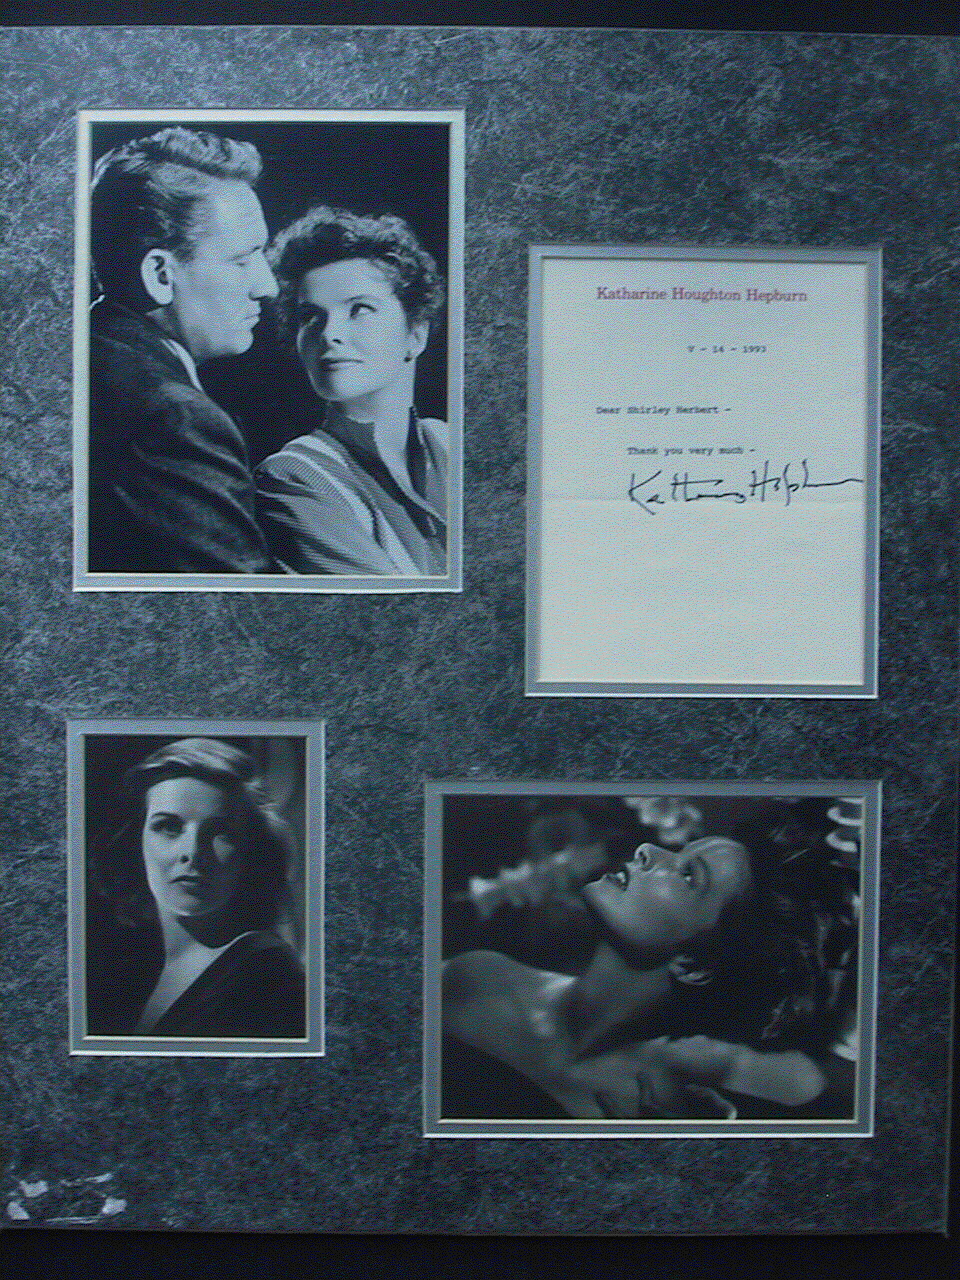 Katharine Houghton Hepburn
V - 14 - 1993
Dear Shirley Herbert -
Thank you very much -
Katharine Hepburn